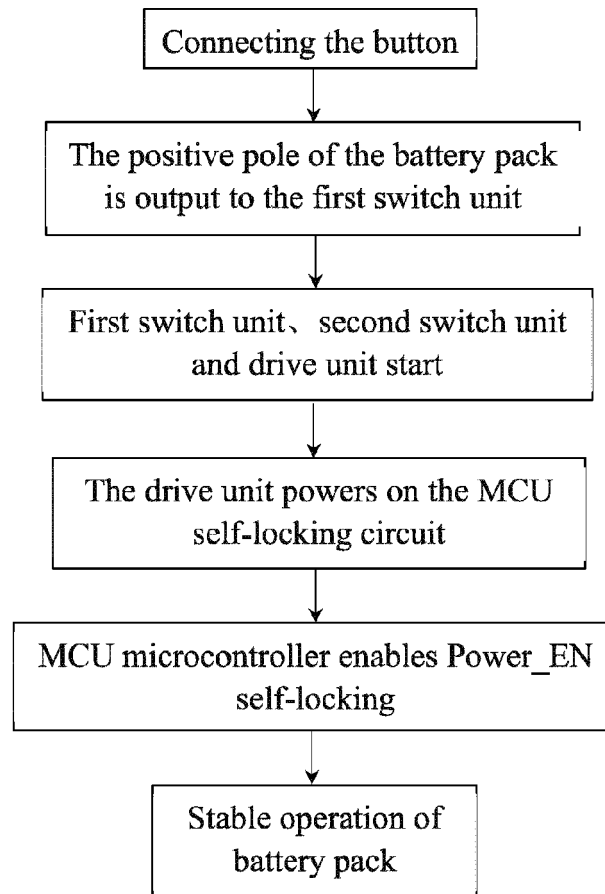 Connecting the button
The positive pole of the battery pack
is output to the first switch unit
First switch unit、second switch unit
and drive unit start
The drive unit powers on the MCU
self-locking circuit
MCU microcontroller enables Power_EN
self-locking
Stable operation of
battery pack